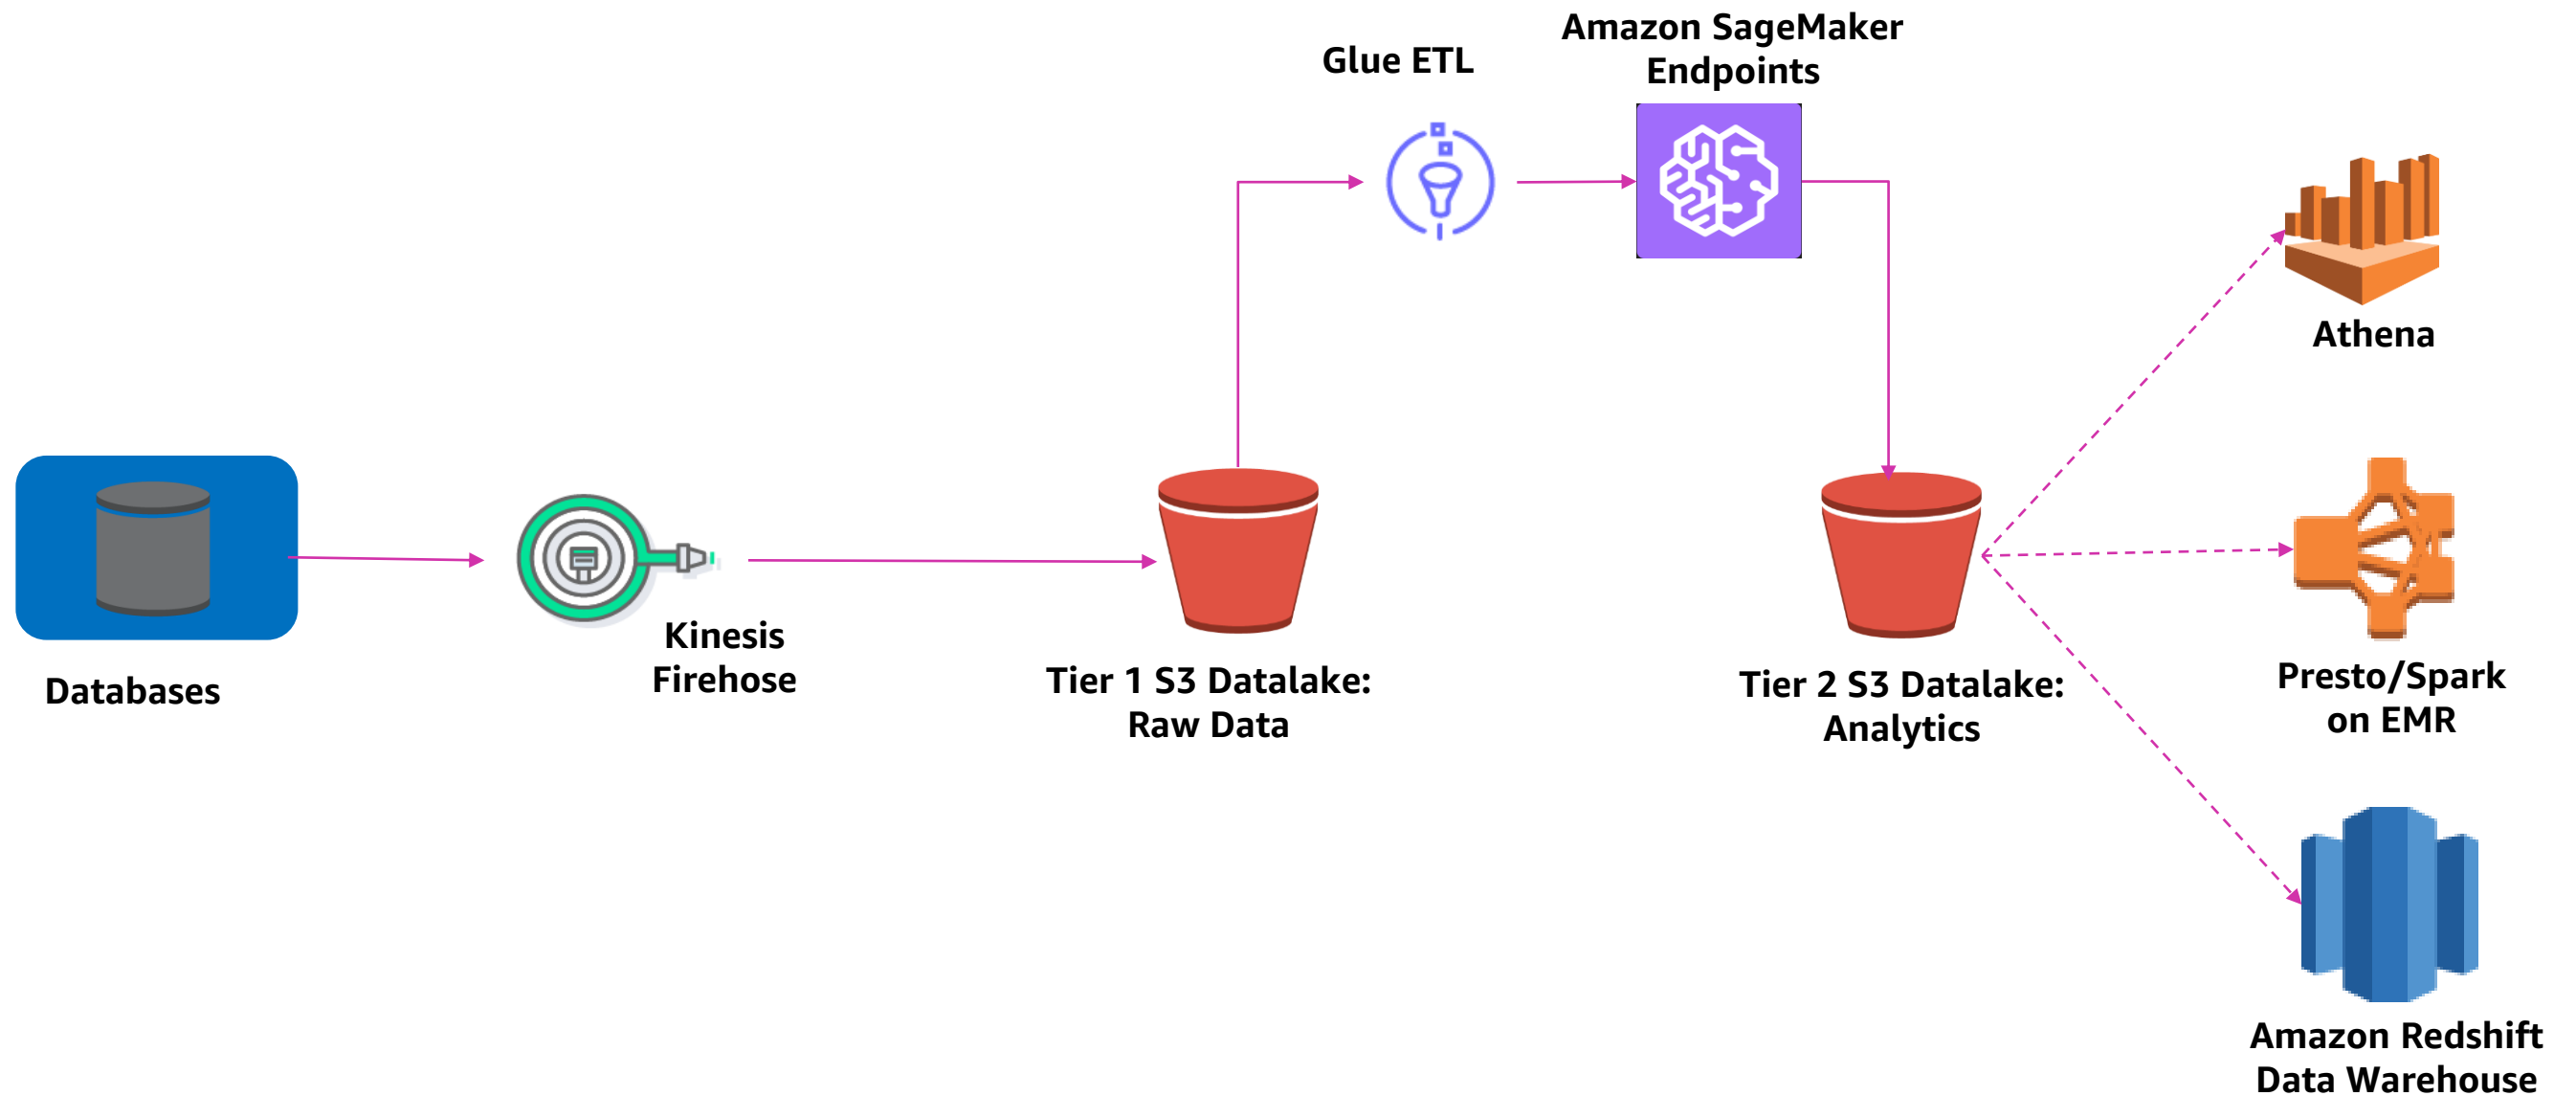 Amazon SageMaker
Endpoints
Glue ETL
Athena
Databases
Kinesis
Firehose
Tier 1 S3 Datalake:
Raw Data
Tier 2 S3 Datalake:
Analytics
Presto/Spark
on EMR
Amazon Redshift
Data Warehouse